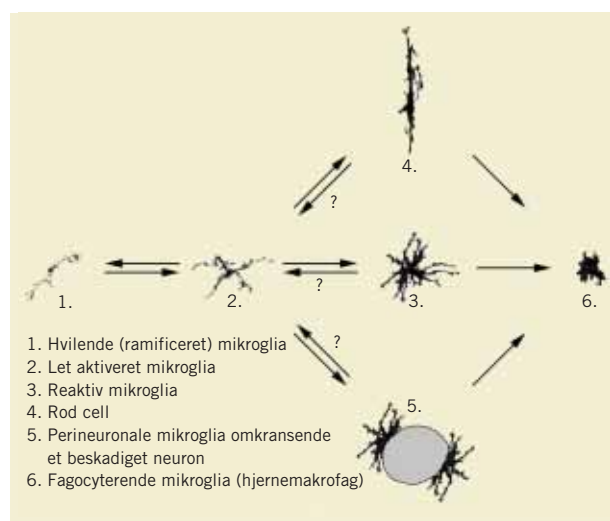 4.
?
1.
2.
?
3.
6.
?
5.
1. Hvilende (ramificeret) mikroglia
2. Let aktiveret mikroglia
3. Reaktiv mikroglia
4. Rod cell
5. Perineuronale mikroglia omkransende
et beskadiget neuron
6. Fagocyterende mikroglia (hjernemakrofag)